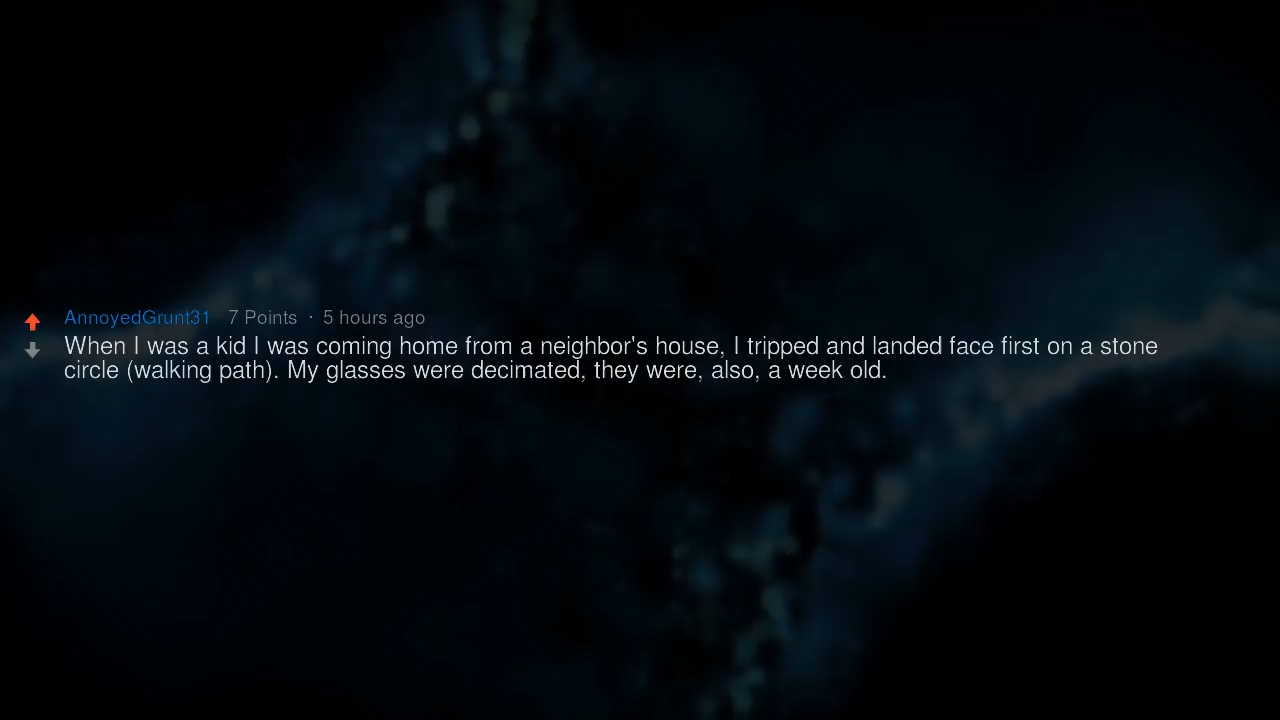 AnnoyedGrunt31 7 Points · 5 hours ago
When I was a kid I was coming home from a neighbor's house, I tripped and landed face first on a stone
circle (walking path). My glasses were decimated, they were, also, a week old.